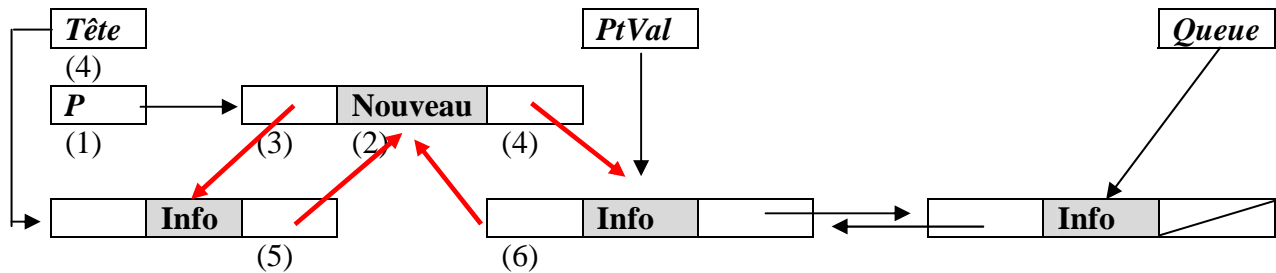 Tête PtVal Queue
(4)
P Nouveau
(1) (3) (2) (4)
Info Info Info
(5) (6)